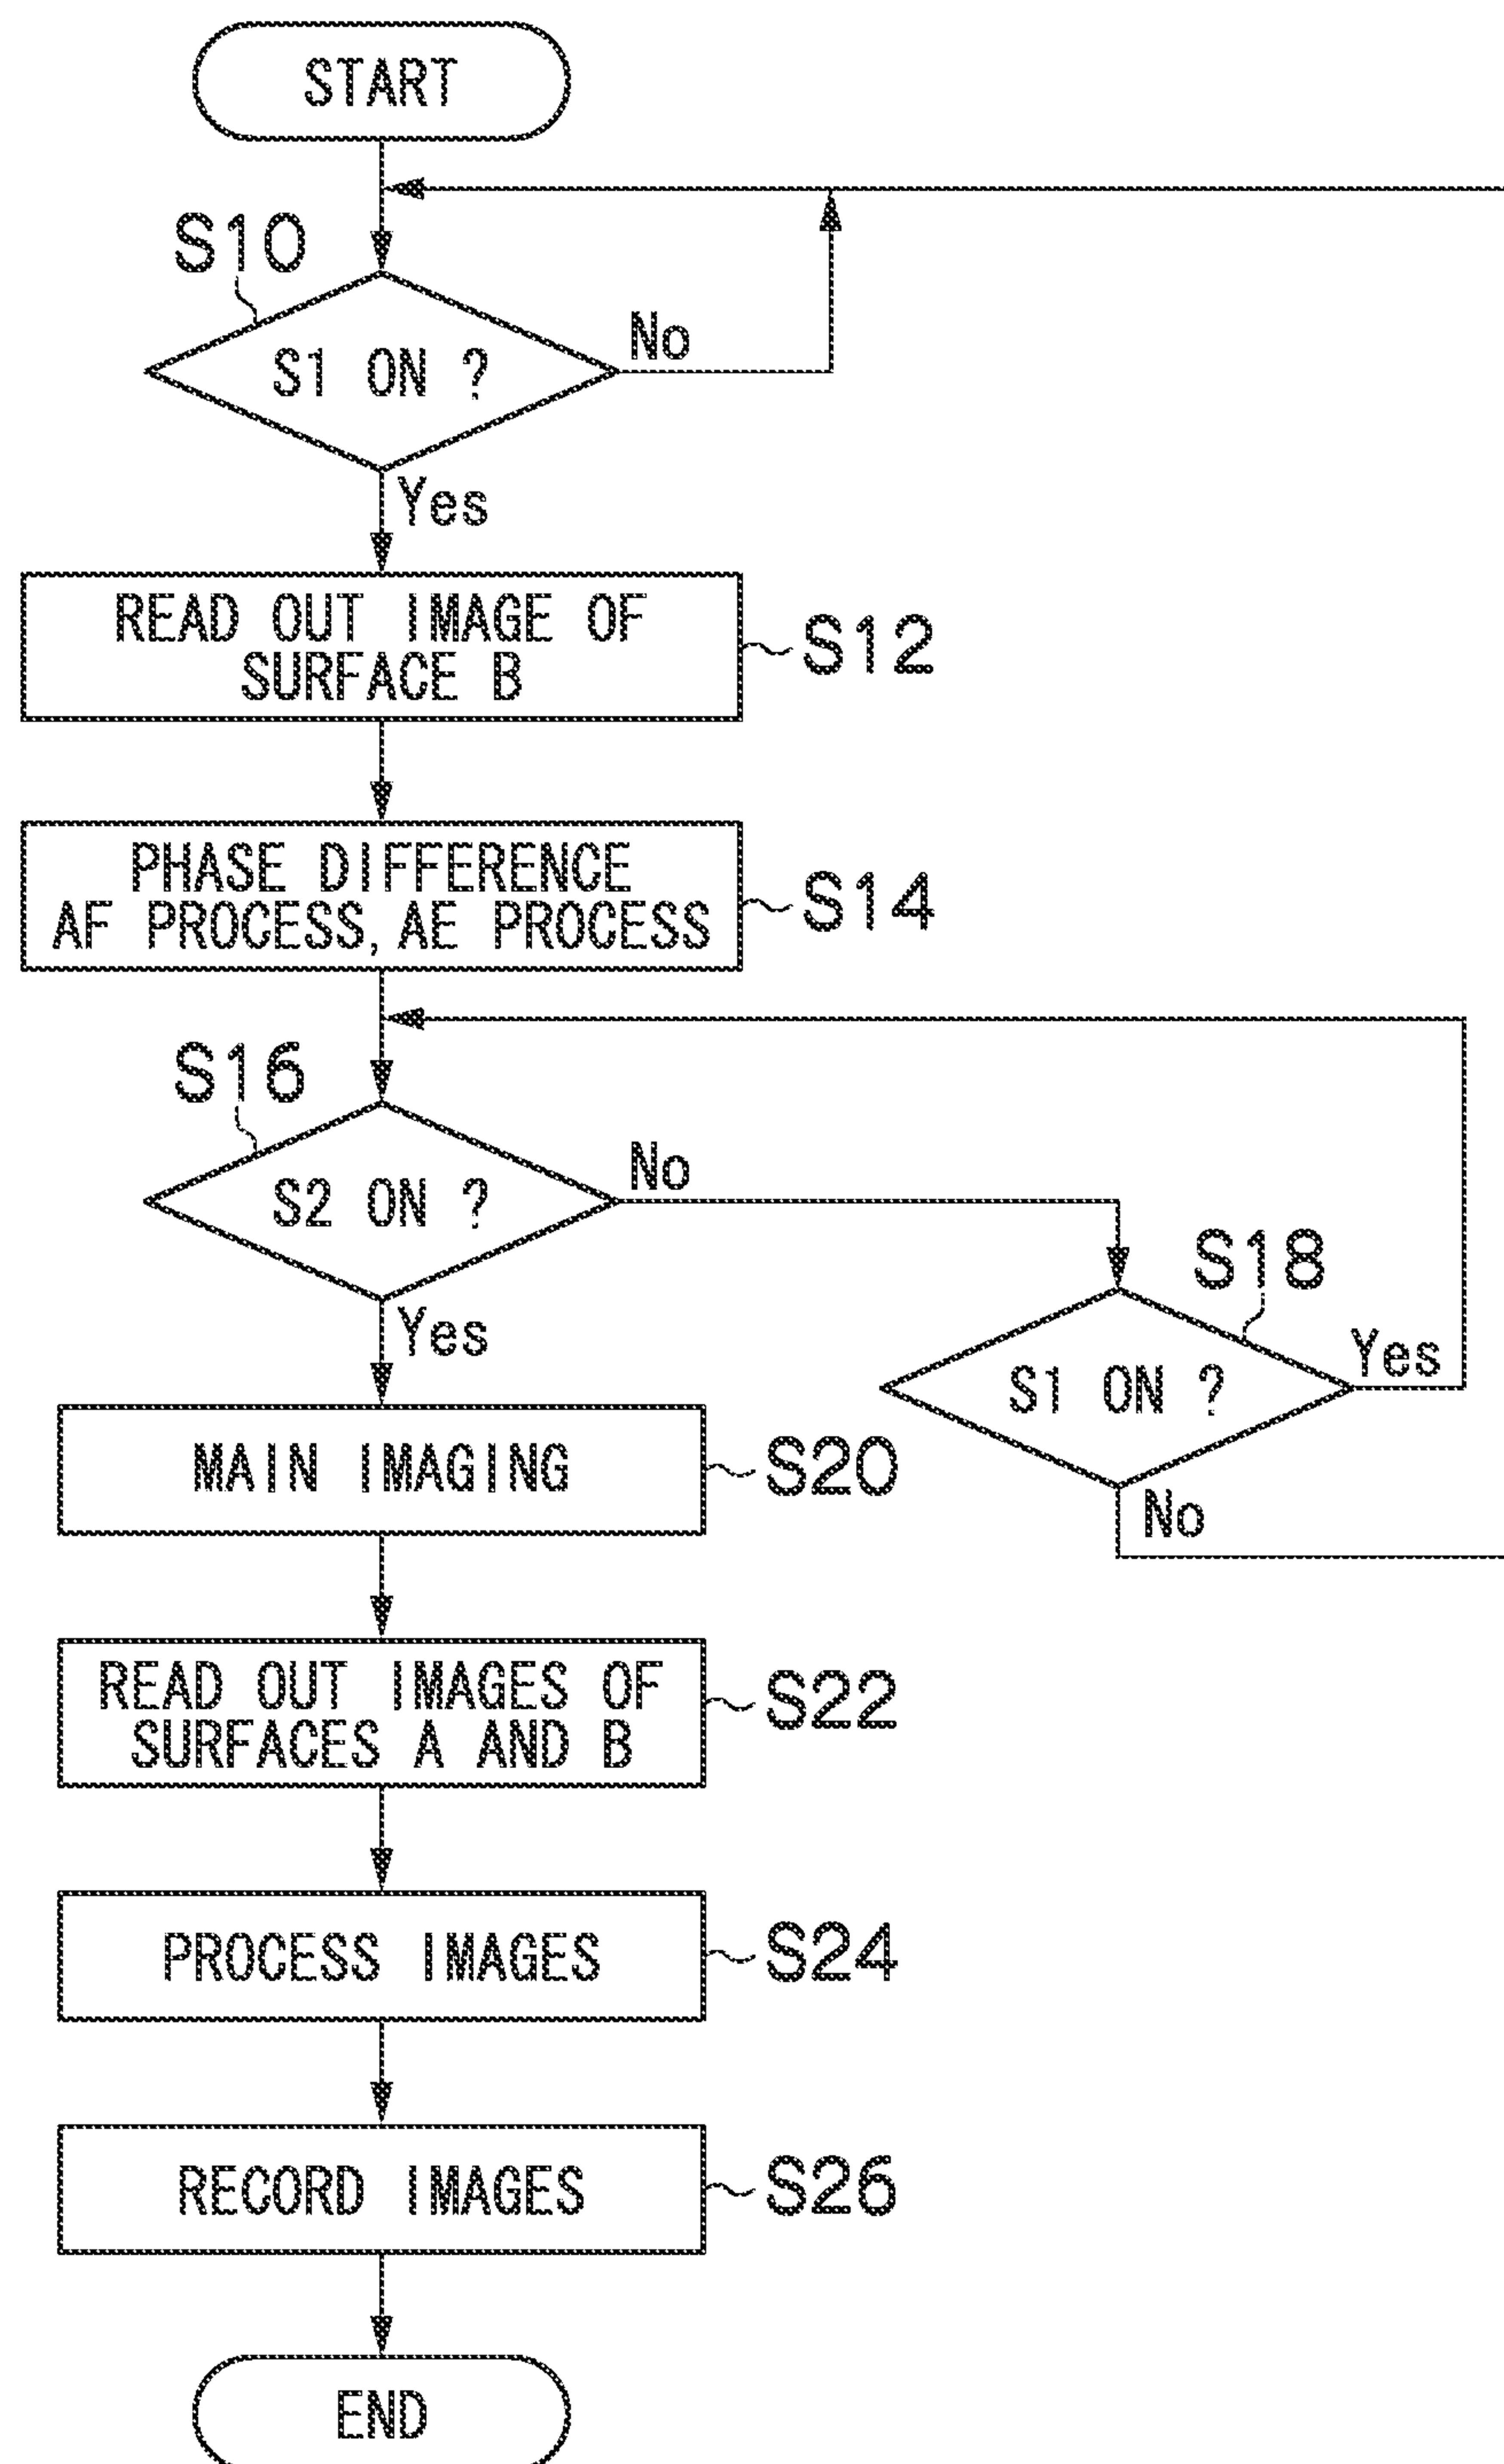 START
S10
S1 ON ?
No
Yes
READ OUT IMAGE OF
SURFACE B
S12
PHASE DIFFERENCE
AF PROCESS, AE PROCESS
S14
S16
S2 ON ?
No
Yes
S18
S1 ON ?
Yes
No
MAIN IMAGING
S20
READ OUT IMAGES OF
SURFACES A AND B
S22
PROCESS IMAGES
S24
RECORD IMAGES
S26
END